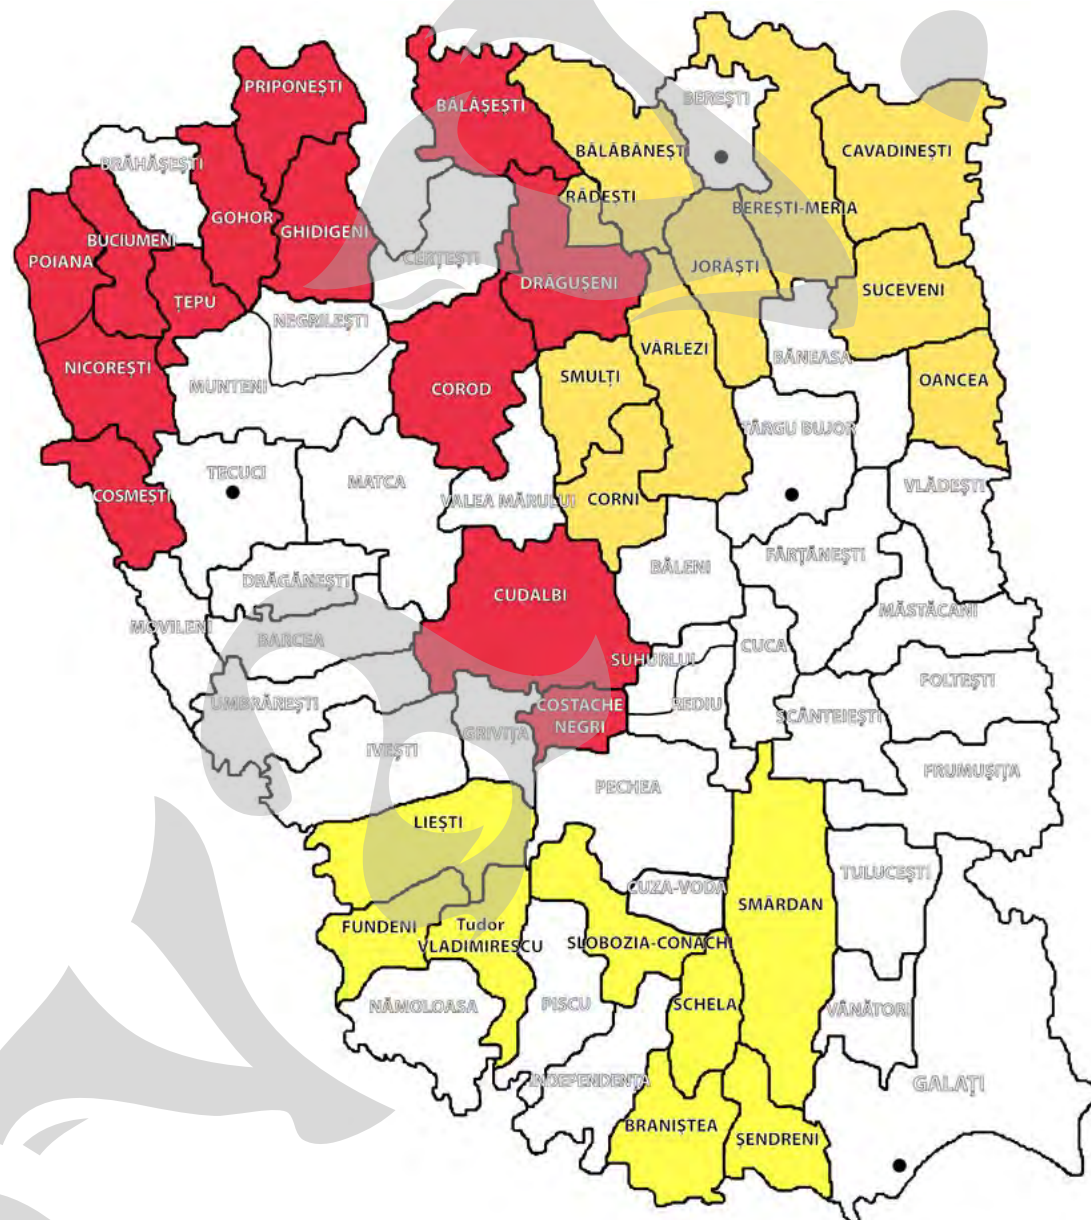 PRIPONEȘTI
BĂLĂȘEȘTI
BEREȘTI
BRĂHĂȘEȘTI
BĂLĂBĂNEȘTI
CAVADINEȘTI
RĂDEȘTI
BEREȘTI-MERIA
GOHOR
GHIDIGENI
BUCIUMENI
POIANA
CERȚEȘTI
JORĂȘTI
DRĂGUȘENI
SUCEVENI
ȚEPU
NEGRILEȘTI
VÂRLEZI
BĂNEASA
NICOREȘTI
SMULȚI
OANCEA
MUNTENI
COROD
TÂRGU BUJOR
TECUCI
MATCA
VLĂDEȘTI
COSMEȘTI
VALEA MĂRULUI
CORNI
FÂRȚĂNEȘTI
BĂLENI
DRĂGĂNEȘTI
CUDALBI
MĂSTĂCANI
MOVILENI
BARCEA
CUCA
SUHURLUI
FOLTEȘTI
UMBRĂREȘTI
COSTACHE
NEGRI
REDIU
SCÂNTEIEȘTI
GRIVIȚA
IVEȘTI
FRUMUȘIȚA
PECHEA
LIEȘTI
TULUCEȘTI
CUZA-VODĂ
SMÂRDAN
FUNDENI
Tudor
VLADIMIRESCU
SLOBOZIA-CONACHI
NĂMOLOASA
PISCU
SCHELA
VÂNĂTORI
INDEPENDENȚA
GALAȚI
BRANIȘTEA
ȘENDRENI